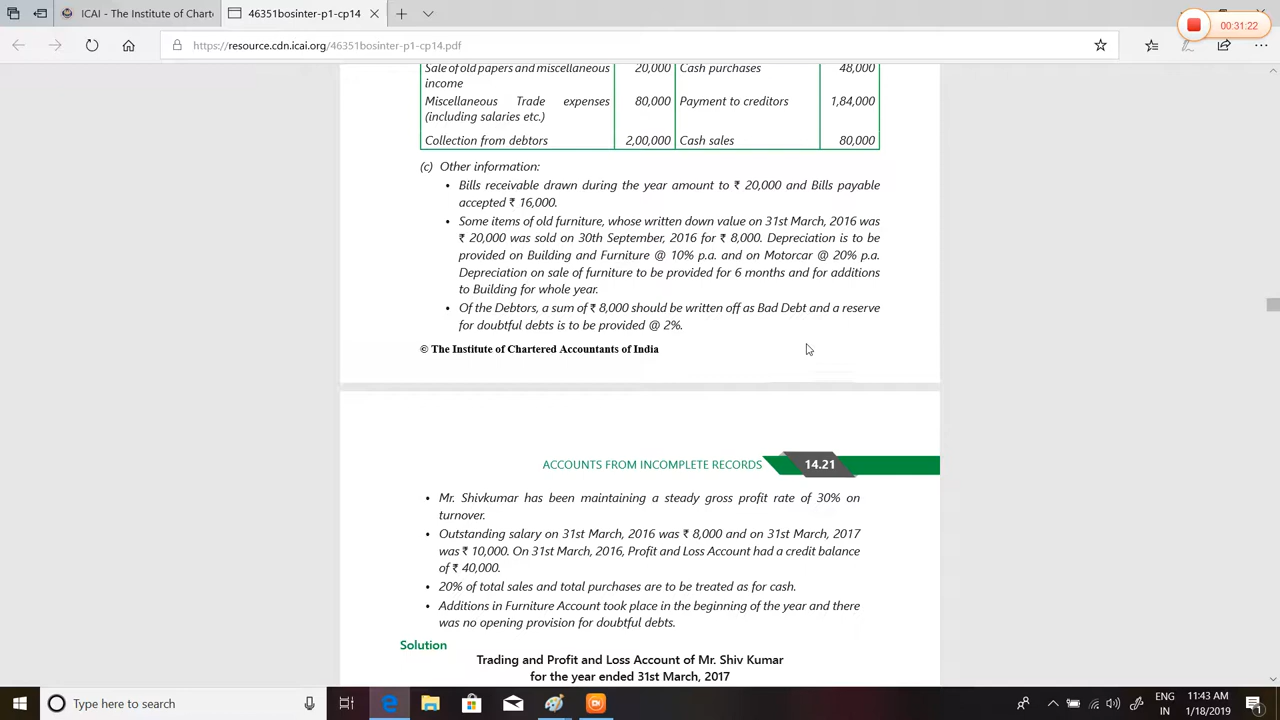 ICAI - The Institute of Chart
46351bosinter-p1-cp14
00:31:22
https://resource.cdn.icai.org/46351bosinter-p1-cp14.pdf
Sale of old papers and miscellaneous income 20,000 Cash purchases 48,000
Miscellaneous Trade expenses (including salaries etc.) 80,000 Payment to creditors 1,84,000
Collection from debtors 2,00,000 Cash sales 80,000
(c) Other information:
• Bills receivable drawn during the year amount to ₹ 20,000 and Bills payable
accepted ₹ 16,000.
• Some items of old furniture, whose written down value on 31st March, 2016 was
₹ 20,000 was sold on 30th September, 2016 for ₹ 8,000. Depreciation is to be
provided on Building and Furniture @ 10% p.a. and on Motorcar @ 20% p.a.
Depreciation on sale of furniture to be provided for 6 months and for additions
to Building for whole year.
• Of the Debtors, a sum of ₹ 8,000 should be written off as Bad Debt and a reserve
for doubtful debts is to be provided @ 2%.
© The Institute of Chartered Accountants of India
ACCOUNTS FROM INCOMPLETE RECORDS 14.21
• Mr. Shivkumar has been maintaining a steady gross profit rate of 30% on
turnover.
• Outstanding salary on 31st March, 2016 was ₹ 8,000 and on 31st March, 2017
was ₹ 10,000. On 31st March, 2016, Profit and Loss Account had a credit balance
of ₹ 40,000.
• 20% of total sales and total purchases are to be treated as for cash.
• Additions in Furniture Account took place in the beginning of the year and there
was no opening provision for doubtful debts.
Solution
Trading and Profit and Loss Account of Mr. Shiv Kumar
for the year ended 31st March, 2017
Type here to search
ENG
IN
11:43 AM
1/18/2019